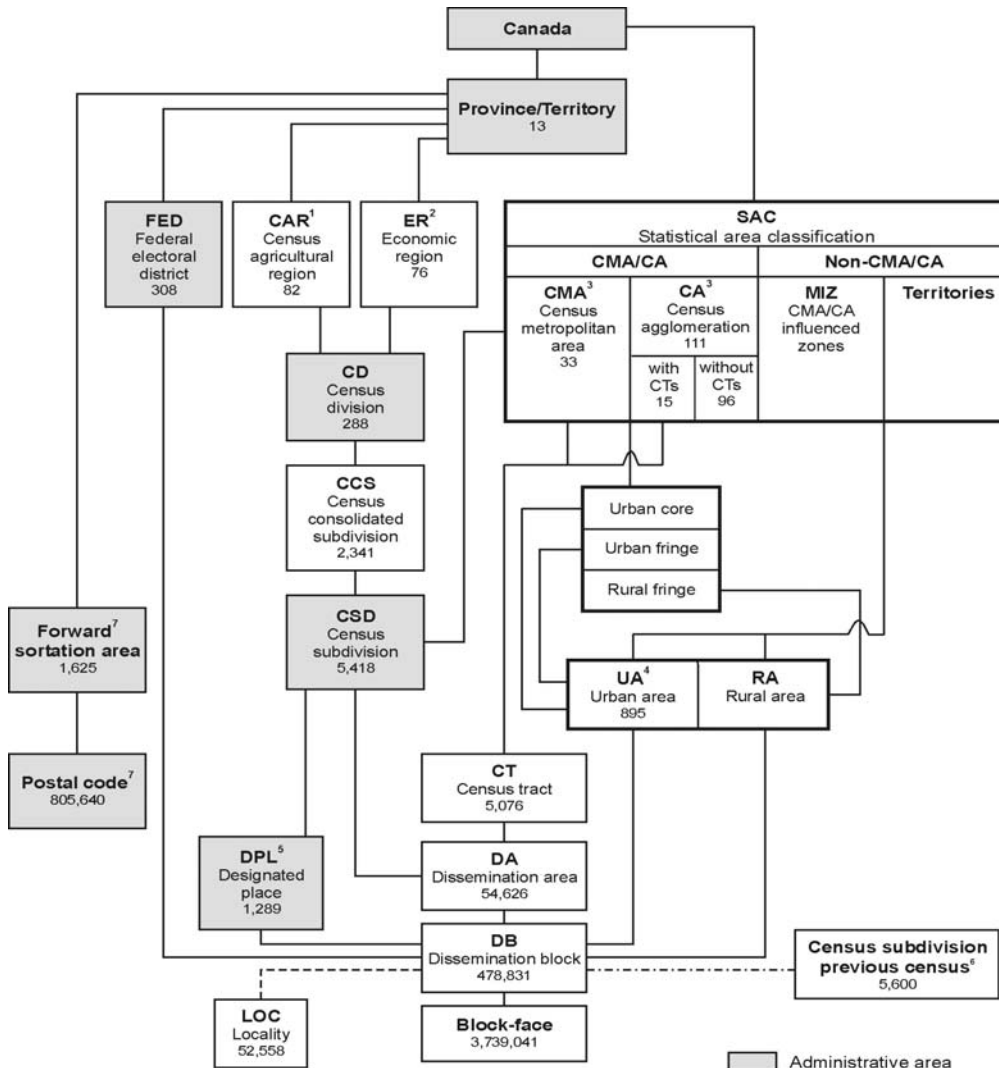 Canada
Province/Territory
13
FED
Federal
electoral
district
308
CAR1
Census
agricultural
region
82
ER2
Economic
region
76
SAC
Statistical area classification
CMA/CA
Non-CMA/CA
CMA3
Census
metropolitan
area
33
CA3
Census
agglomeration
111
with
CTs
15
without
CTs
96
MIZ
CMA/CA
influenced
zones
Territories
CD
Census
division
288
CCS
Census
consolidated
subdivision
2,341
Urban core
Urban fringe
Rural fringe
CSD
Census
subdivision
5,418
Forward7
sortation area
1,625
UA4
Urban area
895
RA
Rural area
Postal code7
805,640
CT
Census tract
5,076
DPL5
Designated
place
1,289
DA
Dissemination area
54,626
DB
Dissemination block
478,831
Census subdivision
previous census6
5,600
LOC
Locality
52,558
Block-face
3,739,041
Administrative area